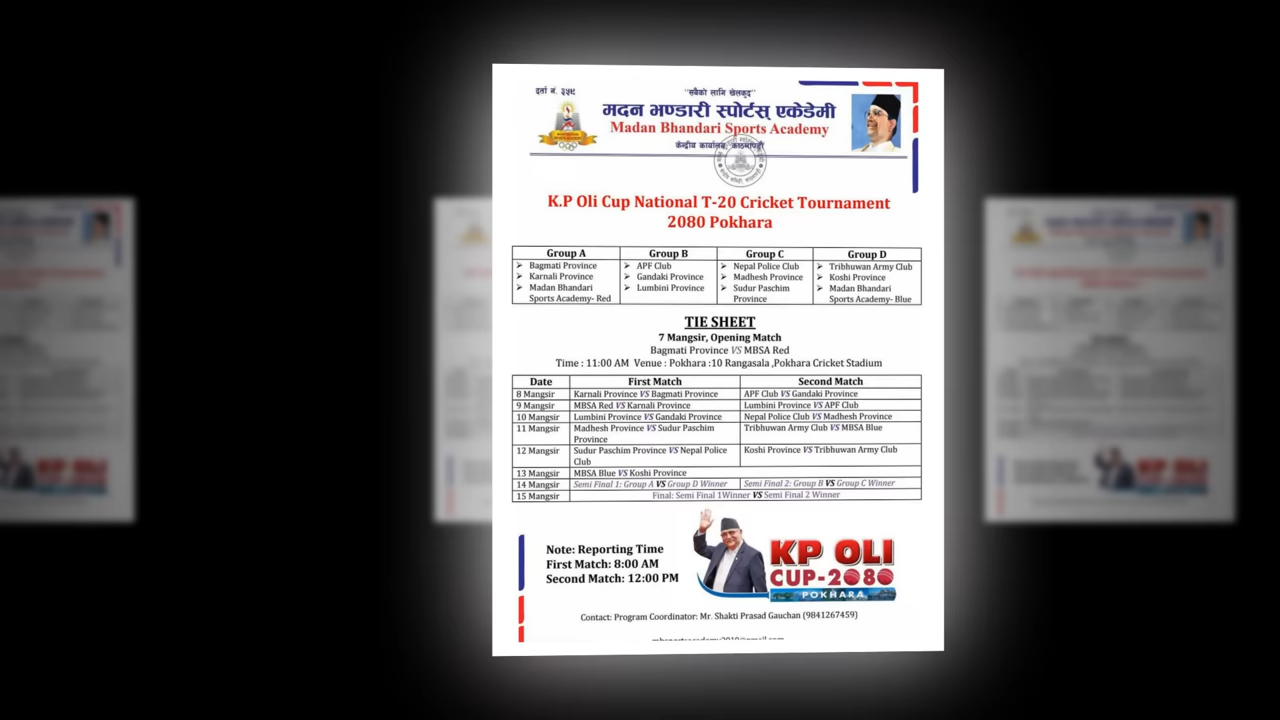 दर्ता नं. ३५९
"सबैको लागि खेलकुद"
मदन भण्डारी स्पोर्टस् एकेडेमी
Madan Bhandari Sports Academy
केन्द्रीय कार्यालय, काठमाण्डौ
K.P Oli Cup National T-20 Cricket Tournament
2080 Pokhara
Group A Group B Group C Group D
➢ Bagmati Province ➢ APF Club ➢ Nepal Police Club ➢ Tribhuwan Army Club
➢ Karnali Province ➢ Gandaki Province ➢ Madhesh Province ➢ Koshi Province
➢ Madan Bhandari ➢ Lumbini Province ➢ Sudur Paschim ➢ Madan Bhandari
Sports Academy- Red Province Sports Academy- Blue
TIE SHEET
7 Mangsir, Opening Match
Bagmati Province VS MBSA Red
Time : 11:00 AM Venue : Pokhara :10 Rangasala ,Pokhara Cricket Stadium
Date First Match Second Match
8 Mangsir Karnali Province VS Bagmati Province APF Club VS Gandaki Province
9 Mangsir MBSA Red VS Karnali Province Lumbini Province VS APF Club
10 Mangsir Lumbini Province VS Gandaki Province Nepal Police Club VS Madhesh Province
11 Mangsir Madhesh Province VS Sudur Paschim Tribhuwan Army Club VS MBSA Blue
Province
12 Mangsir Sudur Paschim Province VS Nepal Police Koshi Province VS Tribhuwan Army Club
Club
13 Mangsir MBSA Blue VS Koshi Province
14 Mangsir Semi Final 1: Group A VS Group D Winner Semi Final 2: Group B VS Group C Winner
15 Mangsir Final: Semi Final 1Winner VS Semi Final 2 Winner
Note: Reporting Time
First Match: 8:00 AM
Second Match: 12:00 PM
KP OLI
CUP-2080
POKHARA
Contact: Program Coordinator: Mr. Shakti Prasad Gauchan (9841267459)